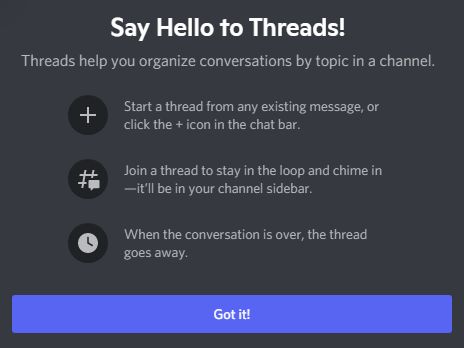 Say Hello to Threads!
Threads help you organize conversations by topic in a channel.
Start a thread from any existing message, or
click the + icon in the chat bar.
Join a thread to stay in the loop and chime in
—it'll be in your channel sidebar.
When the conversation is over, the thread
goes away.
Got it!